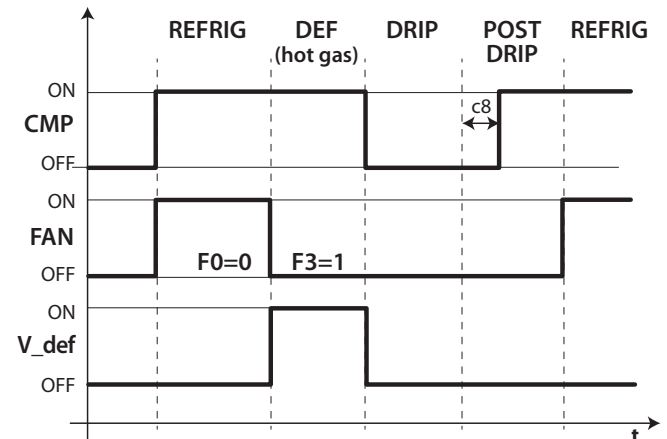 REFRIG DEF DRIP POST REFRIG
(hot gas) DRIP
ON
c8
CMP
OFF
ON
FAN
F0=0 F3=1
OFF
ON
V_def
OFF
t